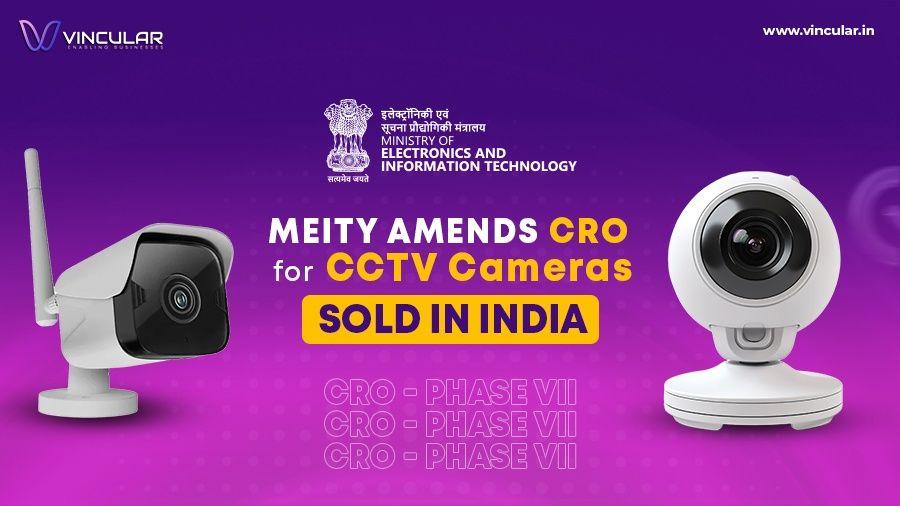 VINCULAR
ENABLING BUSINESSES
www.vincular.in
इलेक्ट्रॉनिकी एवं
सूचना प्रौद्योगिकी मंत्रालय
MINISTRY OF
ELECTRONICS AND
INFORMATION TECHNOLOGY
सत्यमेव जयते
MEITY AMENDS CRO
for CCTV Cameras
SOLD IN INDIA
CRO - PHASE VII
CRO - PHASE VII
CRO - PHASE VII